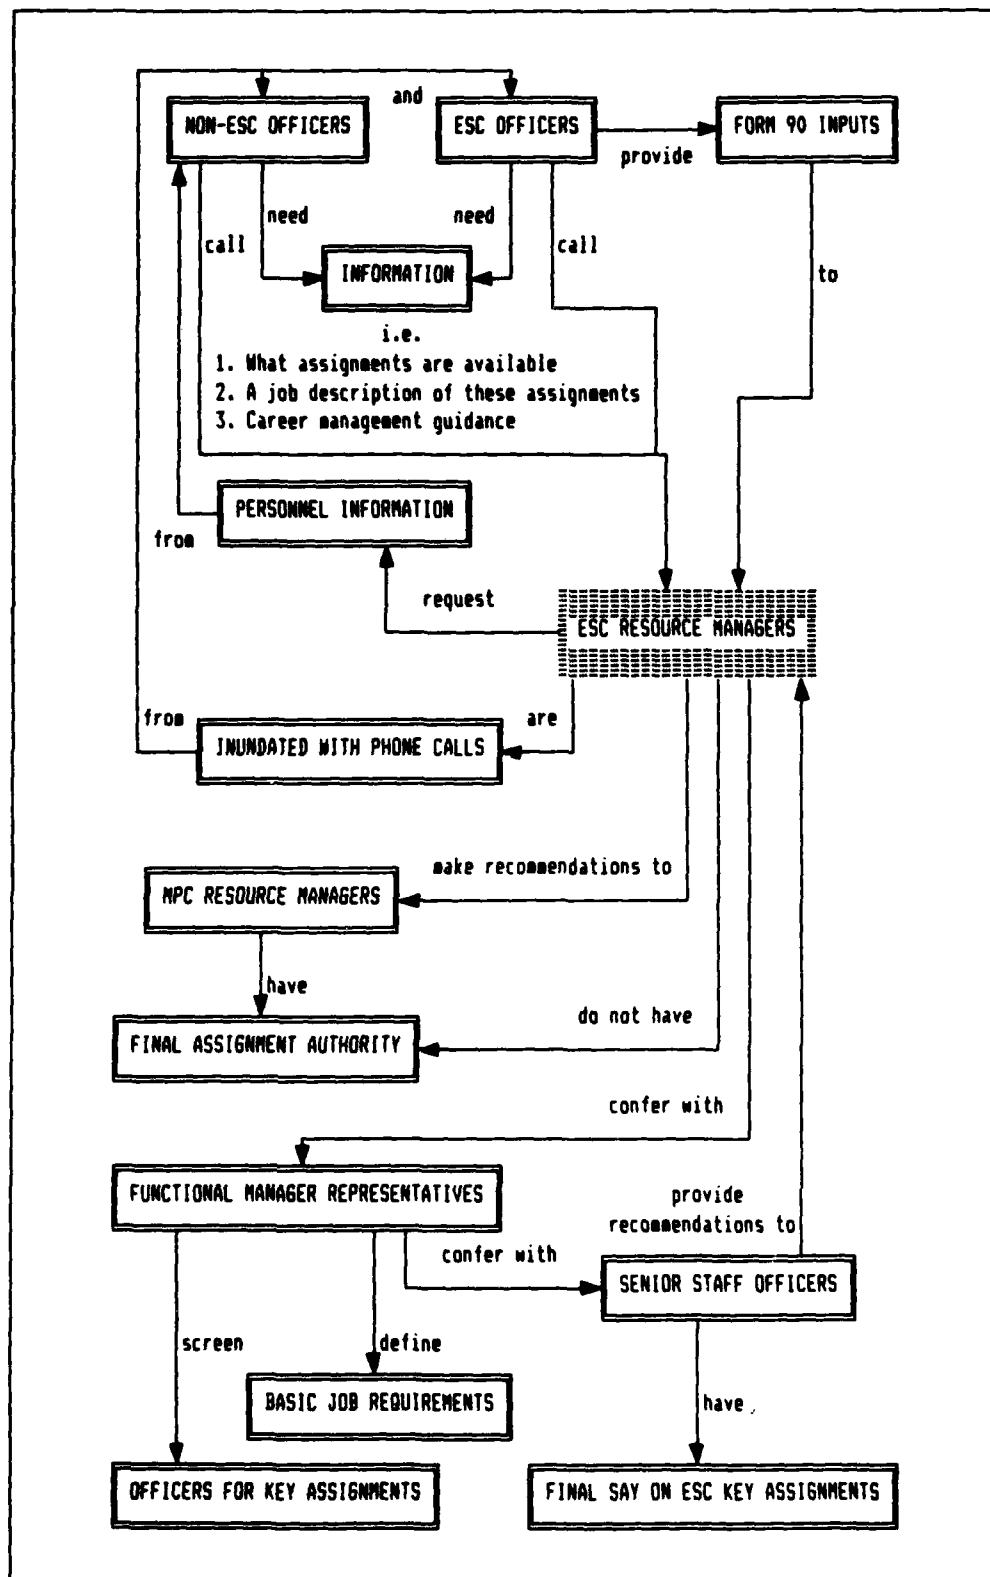 and
NON-ESC OFFICERS
ESC OFFICERS
FORM 90 INPUTS
provide
need
need
call
call
to
INFORMATION
i.e.
1. What assignments are available
2. A job description of these assignments
3. Career management guidance
PERSONNEL INFORMATION
from
request
ESC RESOURCE MANAGERS
from
are
INUNDATED WITH PHONE CALLS
make recommendations to
MPC RESOURCE MANAGERS
have
do not have
FINAL ASSIGNMENT AUTHORITY
confer with
FUNCTIONAL MANAGER REPRESENTATIVES
provide
recommendations to
confer with
SENIOR STAFF OFFICERS
screen
define
BASIC JOB REQUIREMENTS
have
OFFICERS FOR KEY ASSIGNMENTS
FINAL SAY ON ESC KEY ASSIGNMENTS